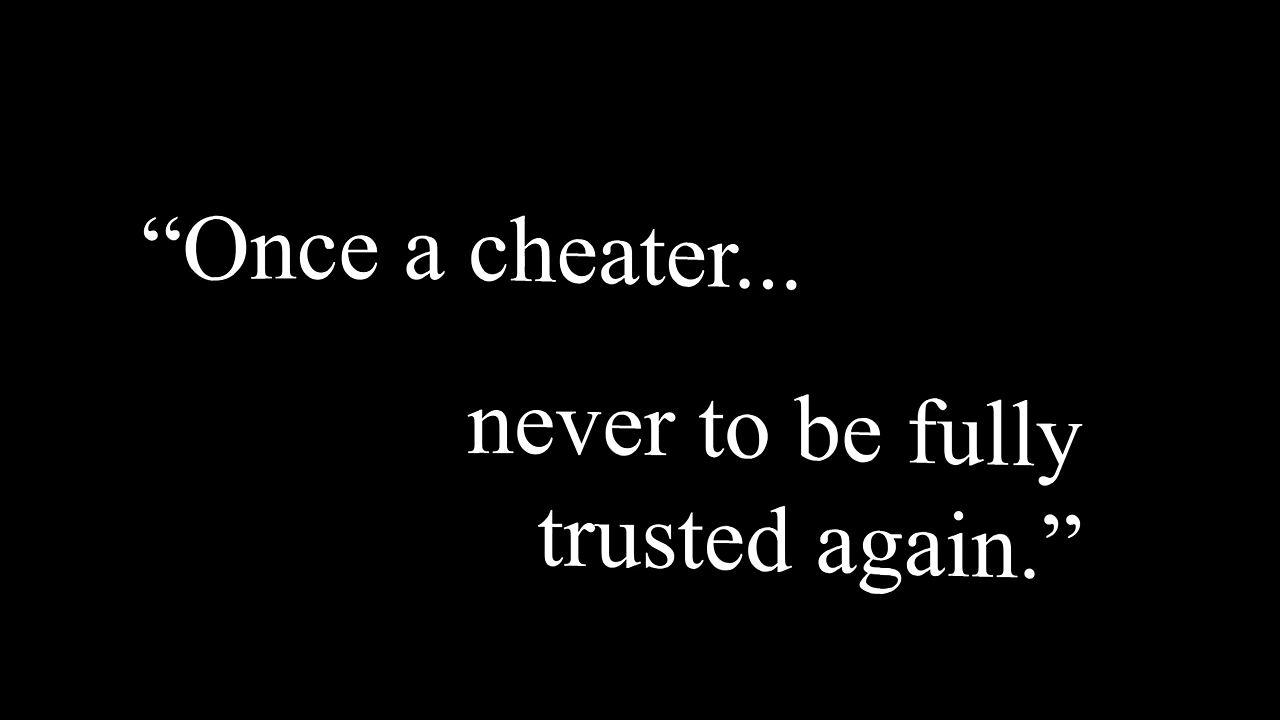 “Once a cheater...
never to be fully
trusted again.”